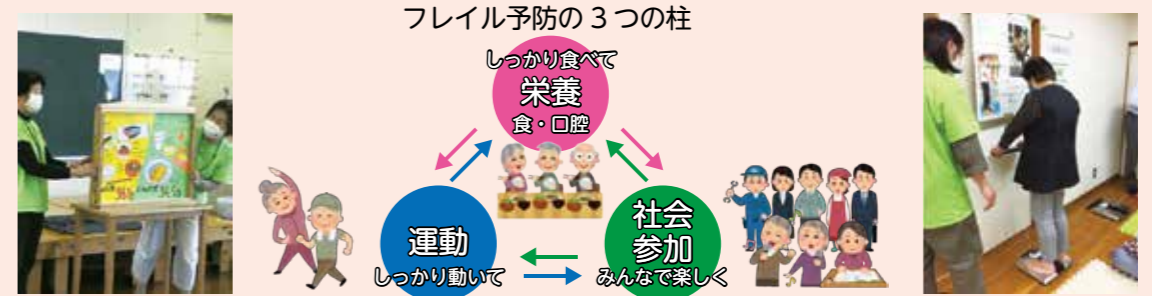 フレイル予防の3つの柱
しっかり食べて
栄養
食・口腔
運動
しっかり動いて
社会
参加
みんなで楽しく